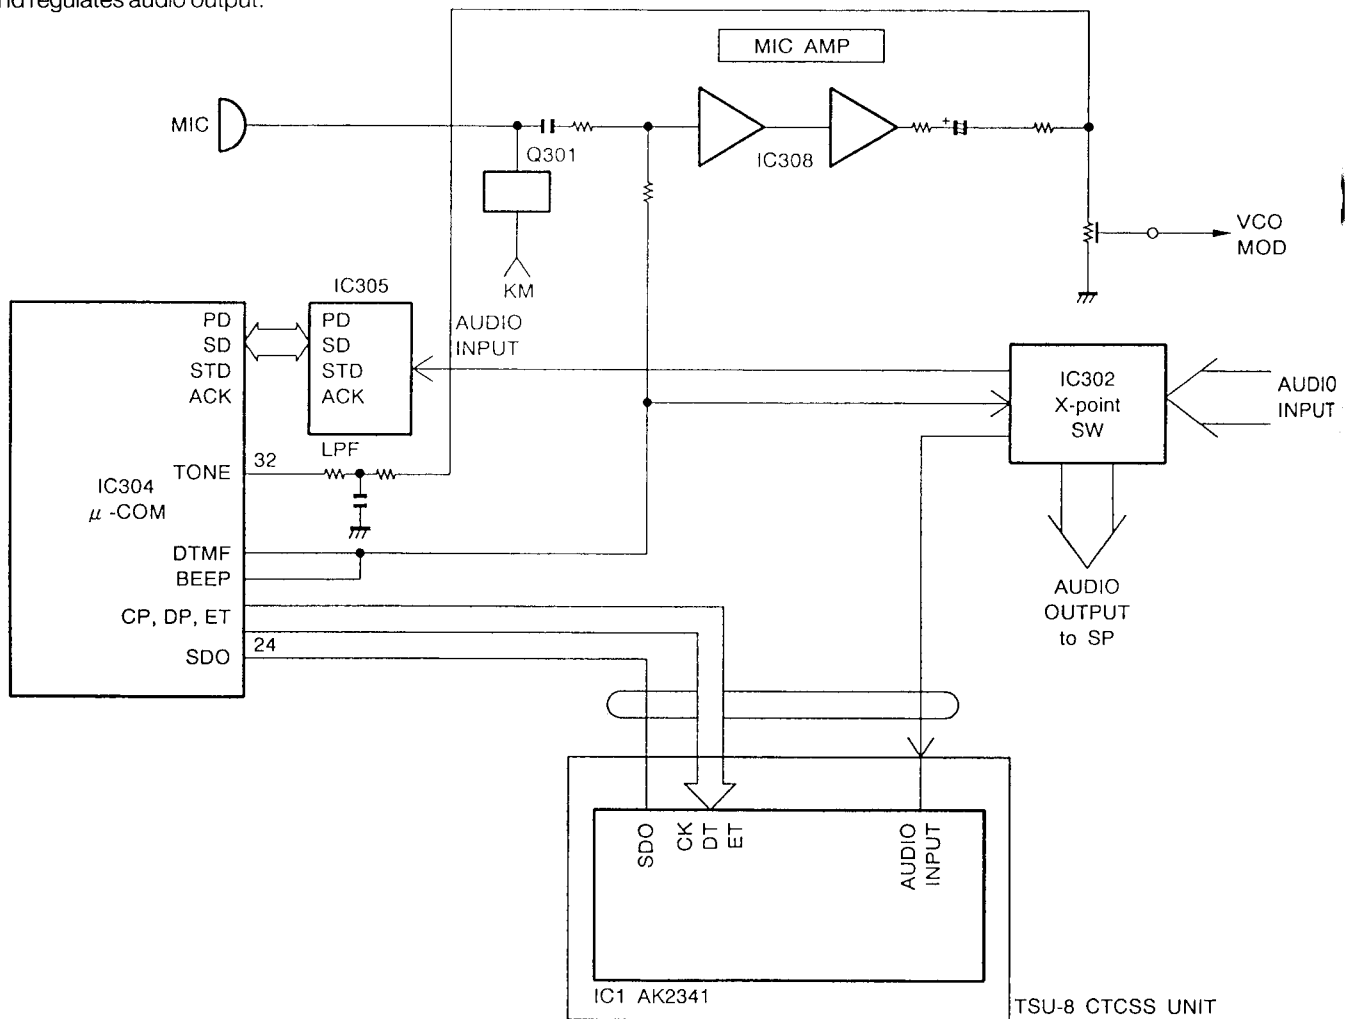 nd regulates audio output.
MIC AMP
MIC
Q301
IC308
+
VCO
MOD
KM
IC305
AUDIO
INPUT
PD
SD
STD
ACK
PD
SD
STD
ACK
IC302
X-point
SW
AUDIO
INPUT
LPF
TONE
32
IC304
μ-COM
DTMF
BEEP
CP, DP, ET
24
SDO
AUDIO
OUTPUT
to SP
SDO
CK
DT
ET
AUDIO
INPUT
IC1 AK2341
TSU-8 CTCSS UNIT